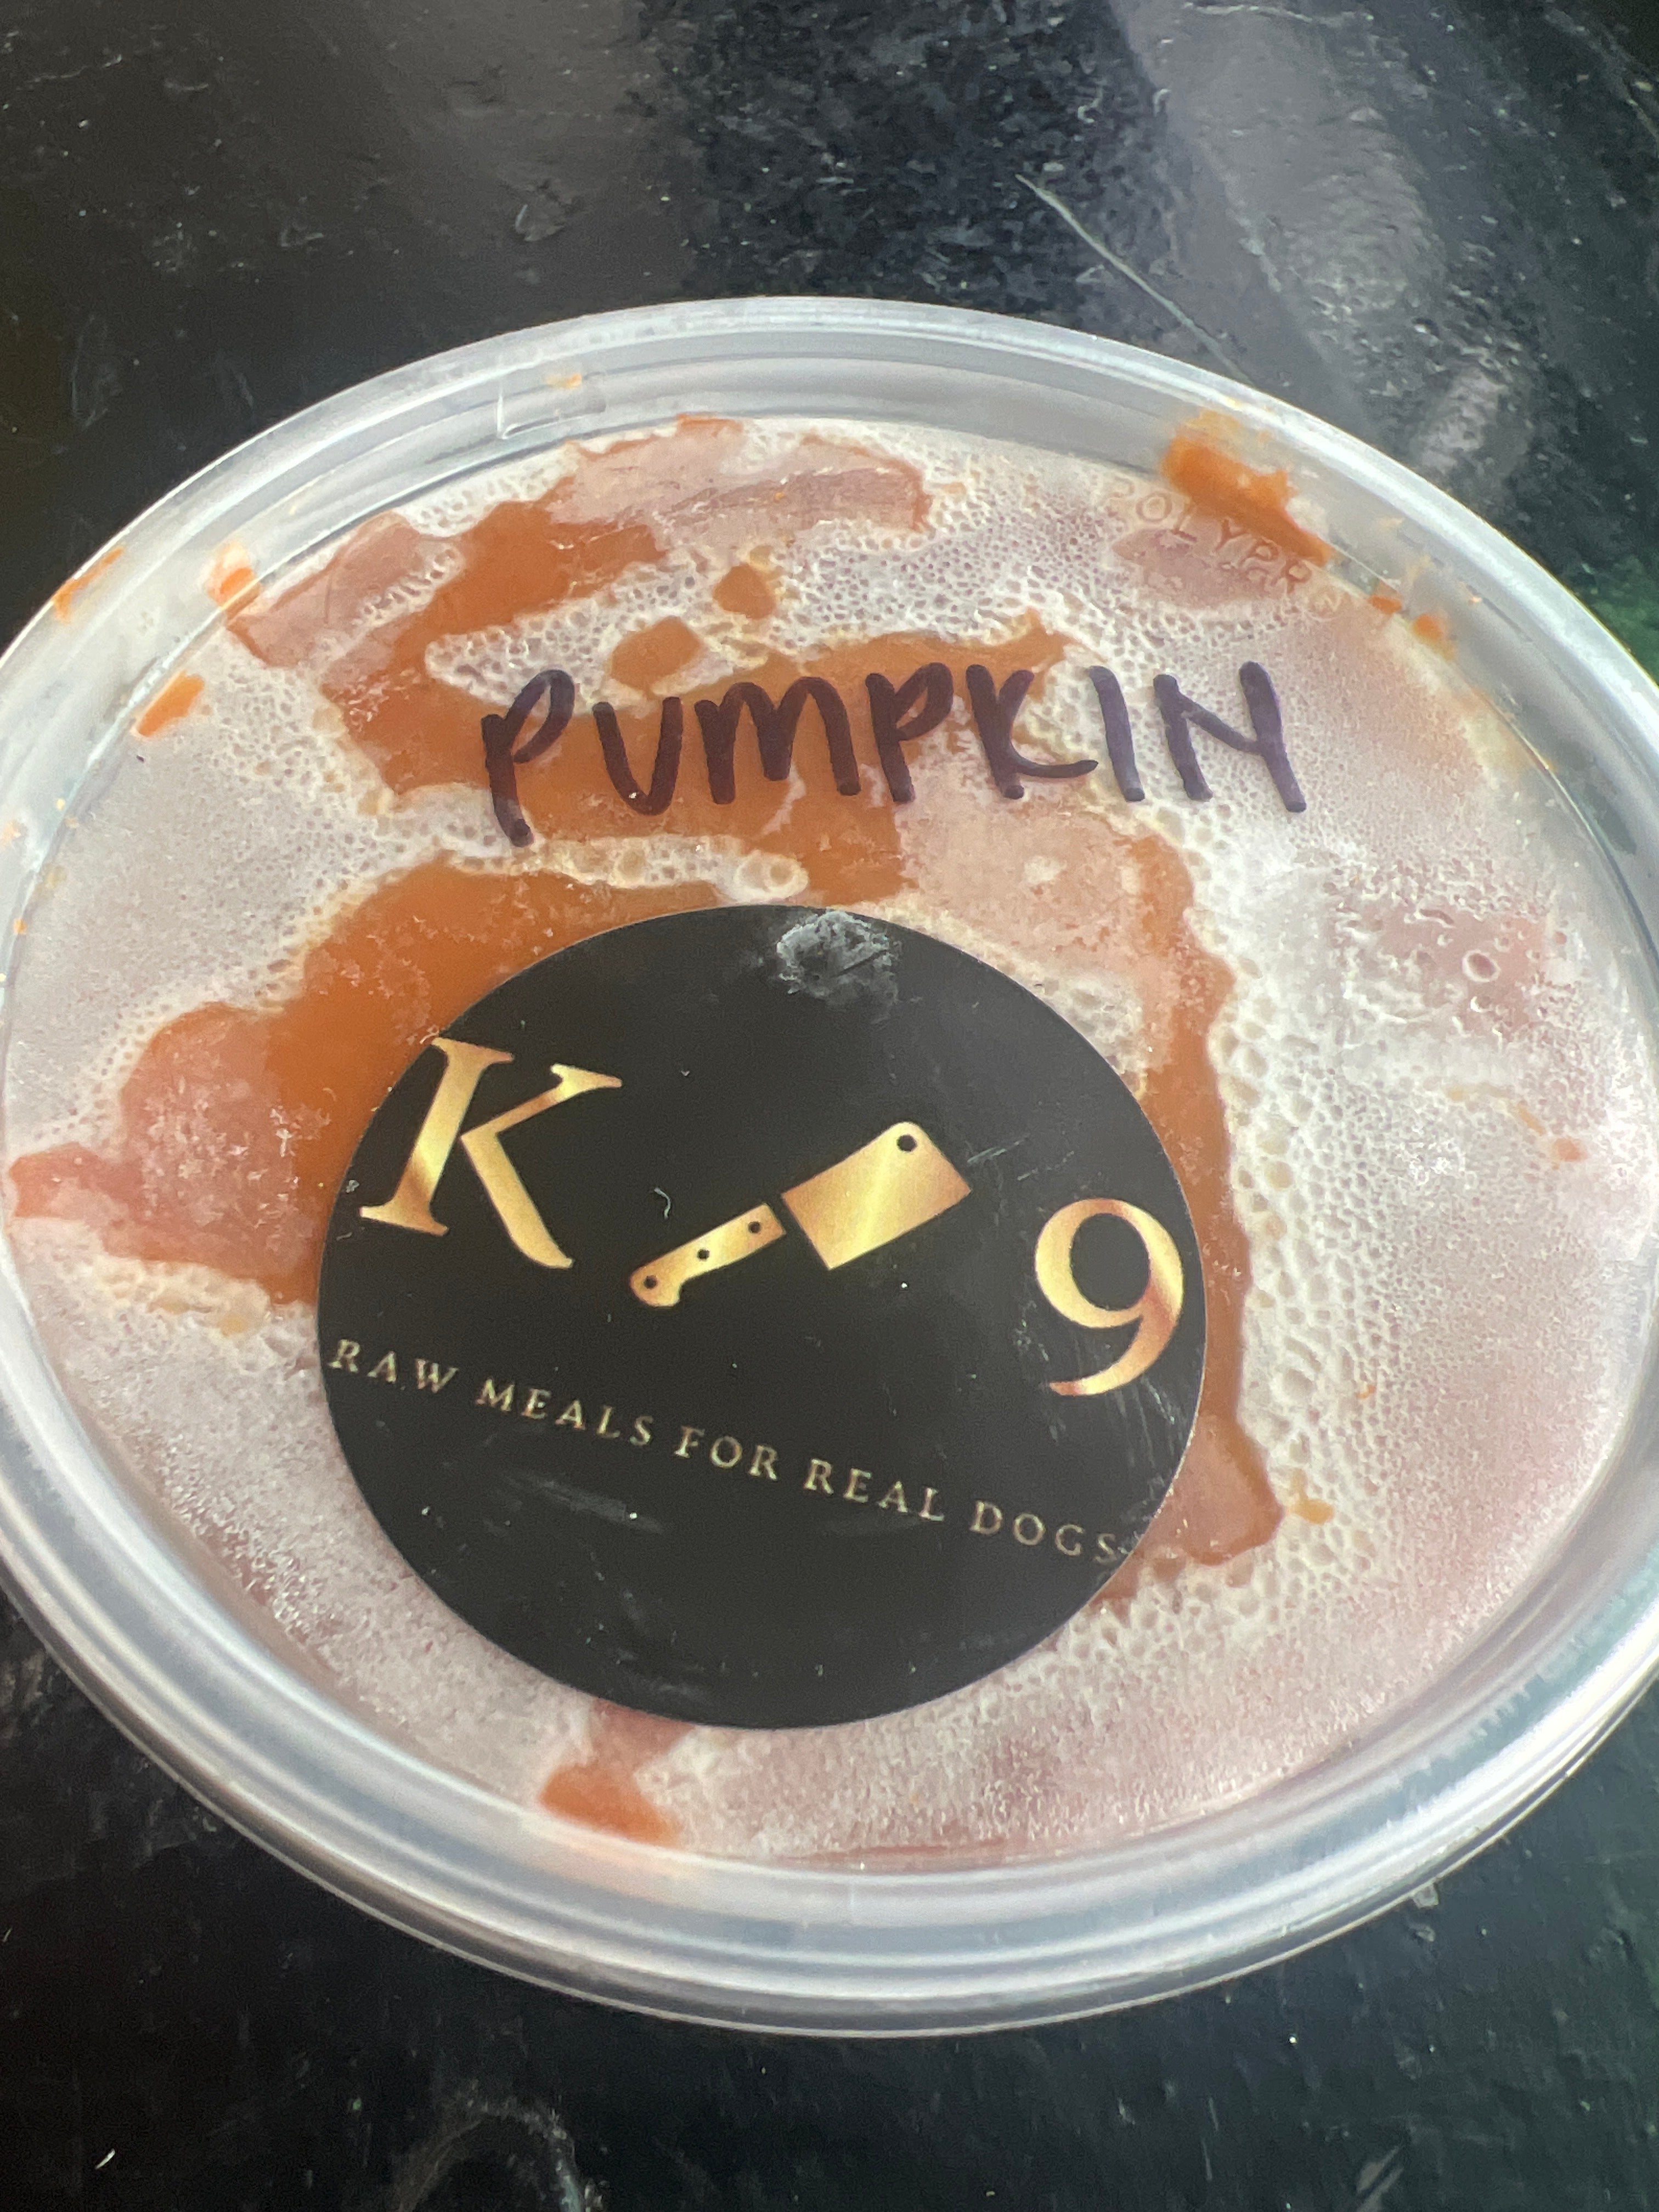 PUMPKIN
K 9
RAW MEALS FOR REAL DOGS